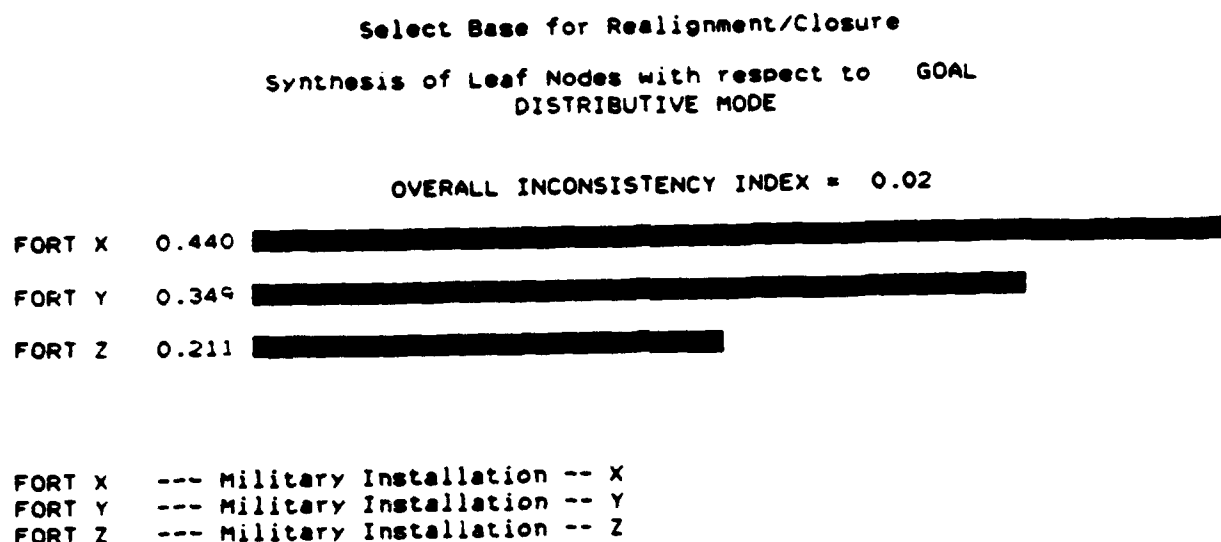 Select Base for Realignment/Closure
Synthesis of Leaf Nodes with respect to GOAL
DISTRIBUTIVE MODE
OVERALL INCONSISTENCY INDEX = 0.02
FORT X 0.440
FORT Y 0.349
FORT Z 0.211
FORT X --- Military Installation -- X
FORT Y --- Military Installation -- Y
FORT Z --- Military Installation -- Z